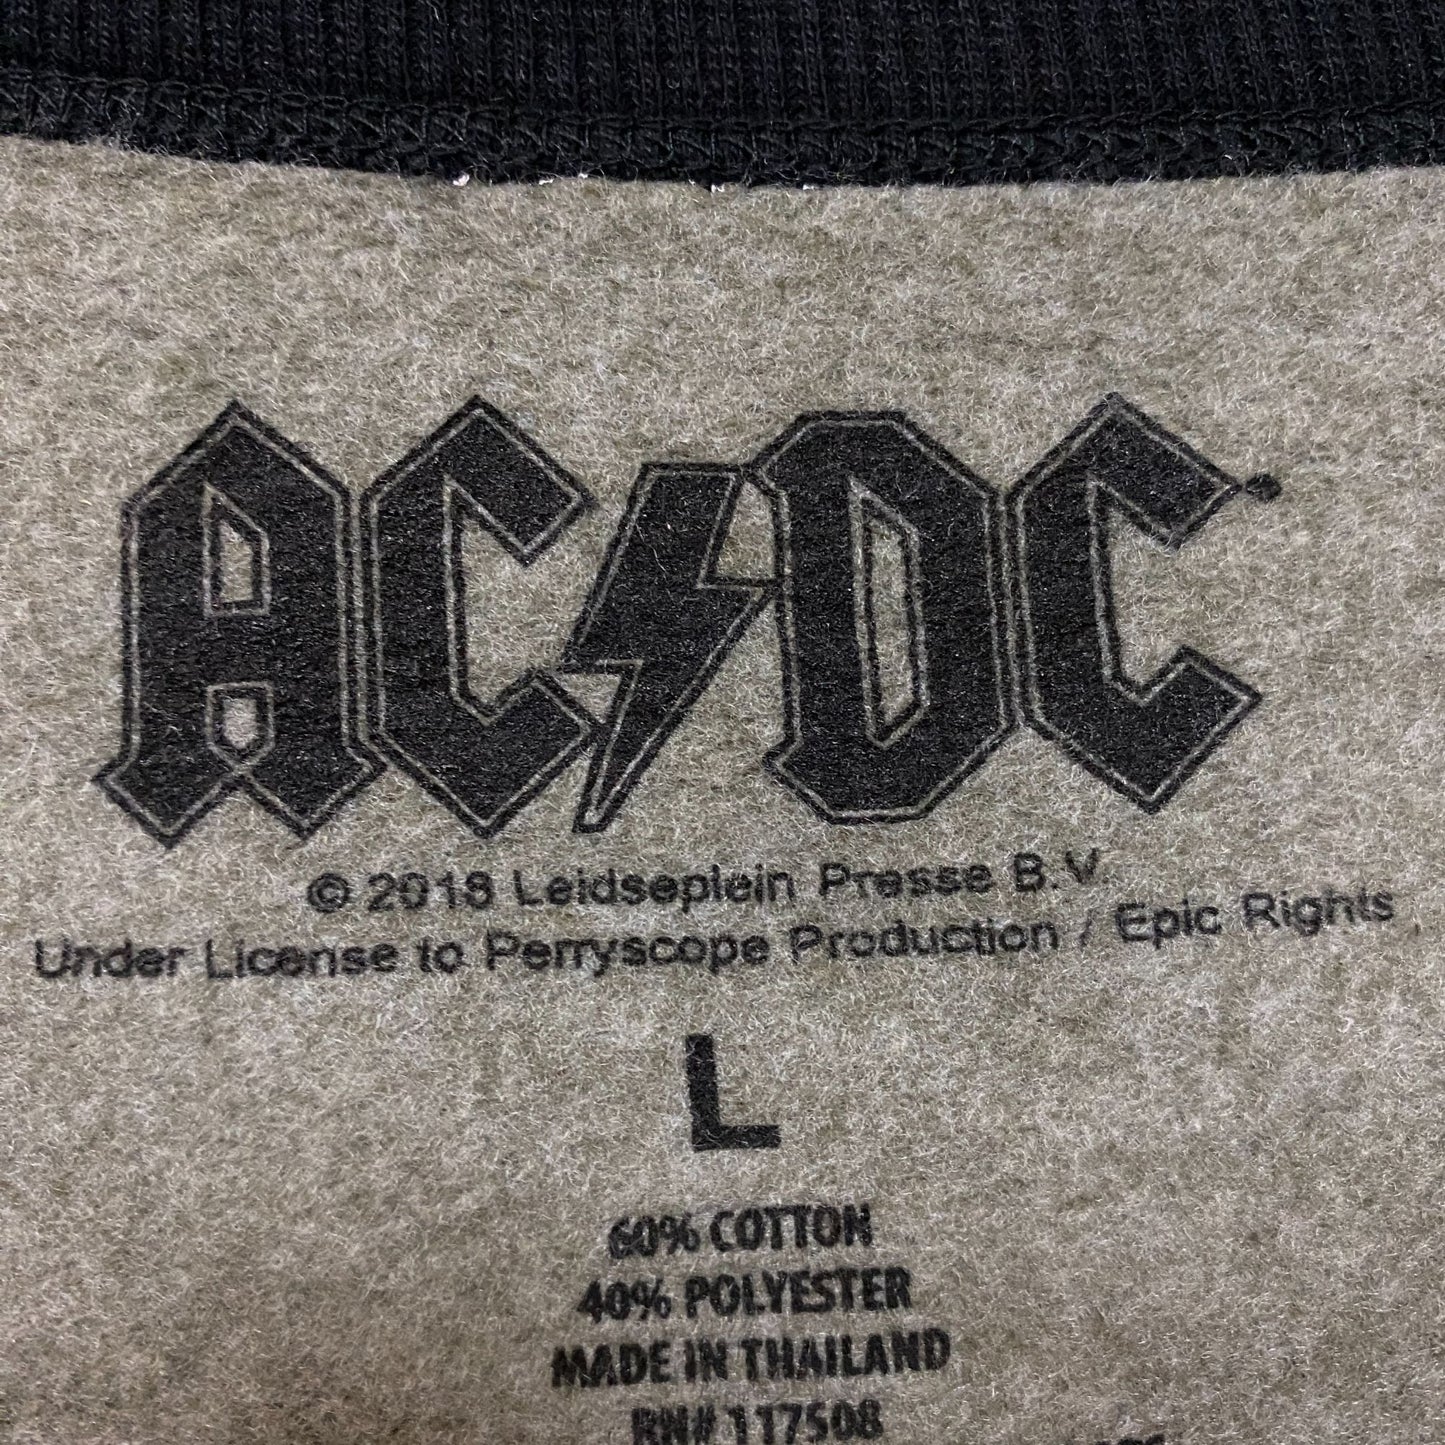 AC/DC
© 2018 Leidseplein Presse B.V.
Under License to Perryscope Production / Epic Rights
L
60% COTTON
40% POLYESTER
MADE IN THAILAND
RN# 117508